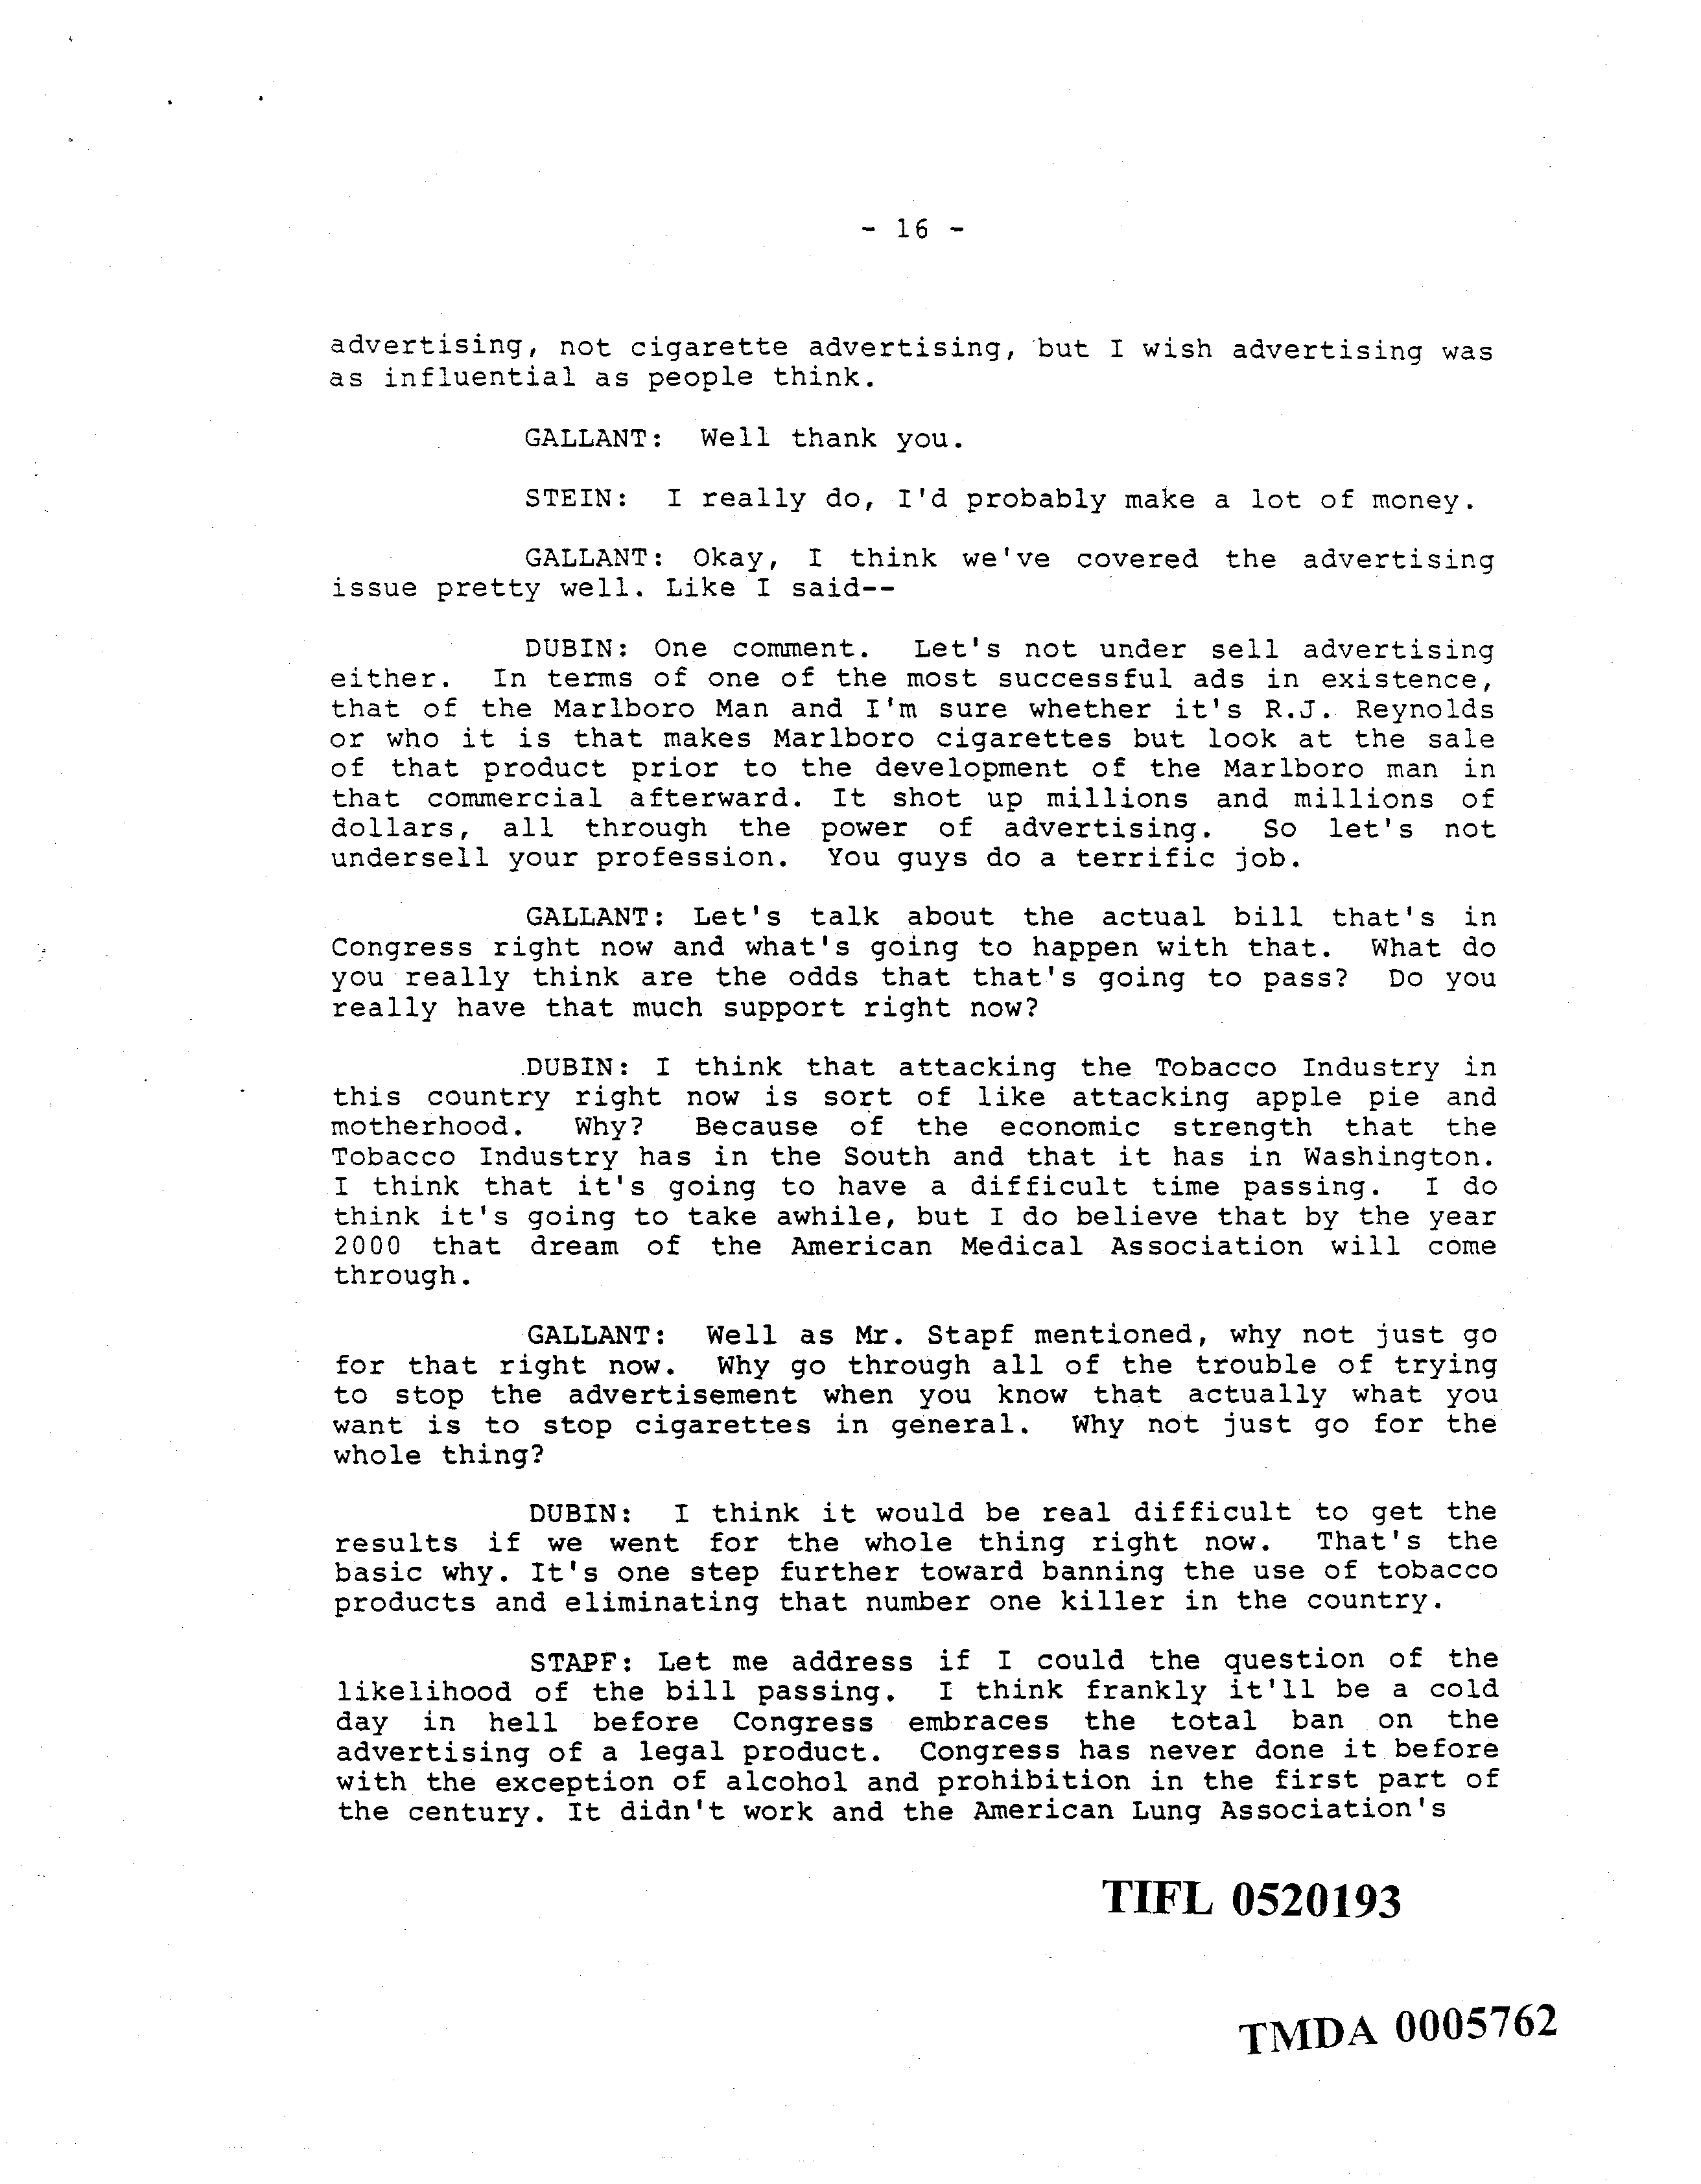 - 16 -
advertising, not cigarette advertising, but I wish advertising was
as influential as people think.
GALLANT: Well thank you.
STEIN: I really do, I'd probably make a lot of money.
GALLANT: Okay, I think we've covered the advertising
issue pretty well. Like I said--
DUBIN: One comment. Let's not under sell advertising
either. In terms of one of the most successful ads in existence,
that of the Marlboro Man and I'm sure whether it's R.J. Reynolds
or who it is that makes Marlboro cigarettes but look at the sale
of that product prior to the development of the Marlboro man in
that commercial afterward. It shot up millions and millions of
dollars, all through the power of advertising. So let's not
undersell your profession. You guys do a terrific job.
GALLANT: Let's talk about the actual bill that's in
Congress right now and what's going to happen with that. What do
you really think are the odds that that's going to pass? Do you
really have that much support right now?
DUBIN: I think that attacking the Tobacco Industry in
this country right now is sort of like attacking apple pie and
motherhood. Why? Because of the economic strength that the
Tobacco Industry has in the South and that it has in Washington.
I think that it's going to have a difficult time passing. I do
think it's going to take awhile, but I do believe that by the year
2000 that dream of the American Medical Association will come
through.
GALLANT: Well as Mr. Stapf mentioned, why not just go
for that right now. Why go through all of the trouble of trying
to stop the advertisement when you know that actually what you
want is to stop cigarettes in general. Why not just go for the
whole thing?
DUBIN: I think it would be real difficult to get the
results if we went for the whole thing right now. That's the
basic why. It's one step further toward banning the use of tobacco
products and eliminating that number one killer in the country.
STAPF: Let me address if I could the question of the
likelihood of the bill passing. I think frankly it'll be a cold
day in hell before Congress embraces the total ban on the
advertising of a legal product. Congress has never done it before
with the exception of alcohol and prohibition in the first part of
the century. It didn't work and the American Lung Association's
TIFL 0520193
TMDA 0005762